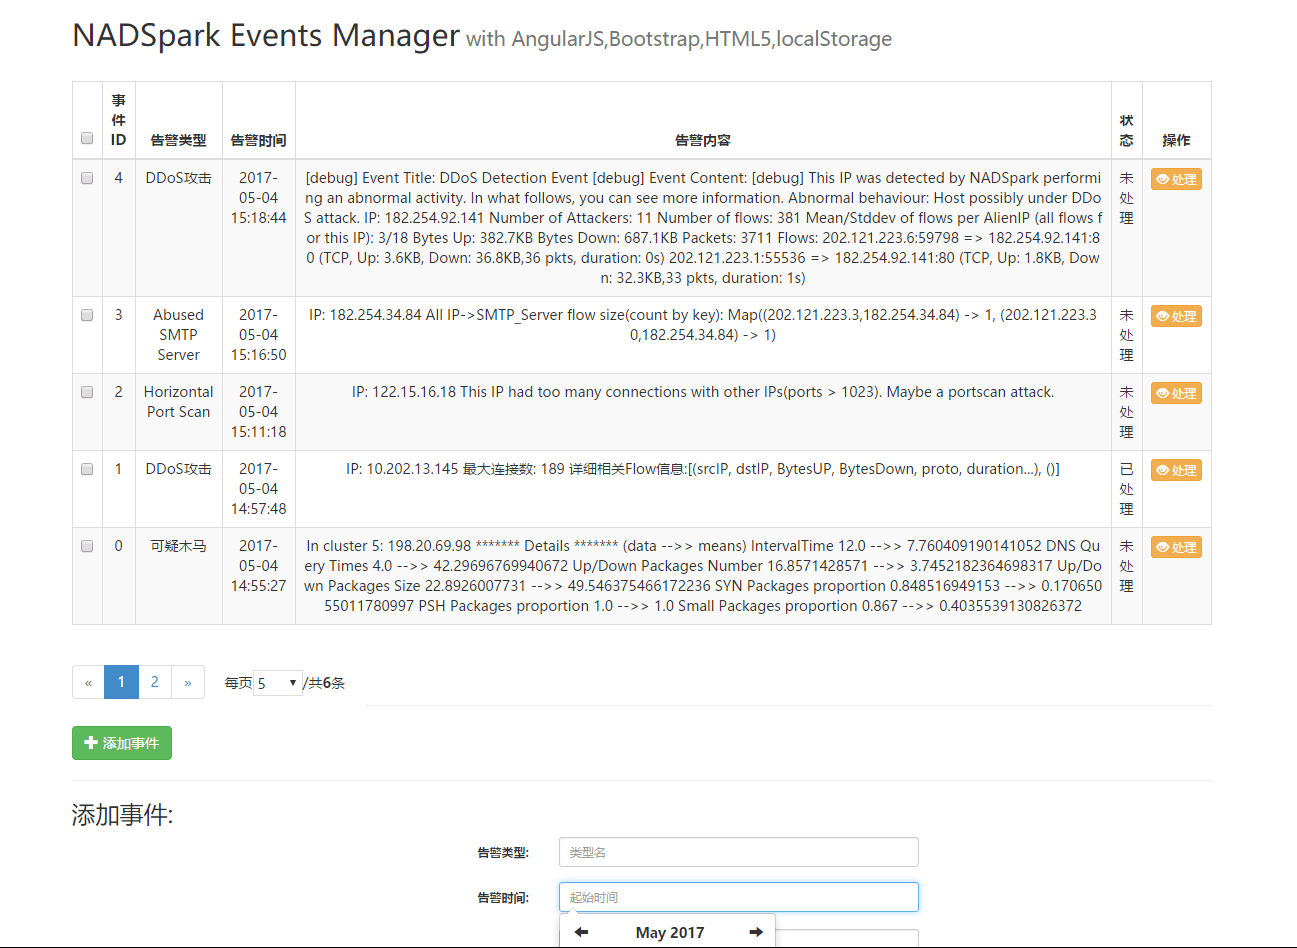 NADSpark Events Manager with AngularJS,Bootstrap,HTML5,localStorage
事
件
ID
告警类型
告警时间
告警内容
状
态
操作
4
DDoS攻击
2017-
05-04
15:18:44
[debug] Event Title: DDoS Detection Event [debug] Event Content: [debug] This IP was detected by NADSpark performi
ng an abnormal activity. In what follows, you can see more information. Abnormal behaviour: Host possibly under DDo
S attack. IP: 182.254.92.141 Number of Attackers: 11 Number of flows: 381 Mean/Stddev of flows per AlienIP (all flows f
or this IP): 3/18 Bytes Up: 382.7KB Bytes Down: 687.1KB Packets: 3711 Flows: 202.121.223.6:59798 => 182.254.92.141:8
0 (TCP, Up: 3.6KB, Down: 36.8KB,36 pkts, duration: 0s) 202.121.223.1:55536 => 182.254.92.141:80 (TCP, Up: 1.8KB, Dow
n: 32.3KB,33 pkts, duration: 1s)
未
处
理
处理
3
Abused
SMTP
Server
2017-
05-04
15:16:50
IP: 182.254.34.84 All IP->SMTP_Server flow size(count by key): Map((202.121.223.3,182.254.34.84) -> 1, (202.121.223.3
0,182.254.34.84) -> 1)
未
处
理
处理
2
Horizontal
Port Scan
2017-
05-04
15:11:18
IP: 122.15.16.18 This IP had too many connections with other IPs(ports > 1023). Maybe a portscan attack.
未
处
理
处理
1
DDoS攻击
2017-
05-04
14:57:48
IP: 10.202.13.145 最大连接数: 189 详细相关Flow信息:[(srcIP, dstIP, BytesUP, BytesDown, proto, duration...), ()]
已
处
理
处理
0
可疑木马
2017-
05-04
14:55:27
In cluster 5: 198.20.69.98 ******* Details ******* (data -->> means) IntervalTime 12.0 -->> 7.760409190141052 DNS Qu
ery Times 4.0 -->> 42.29696769940672 Up/Down Packages Number 16.8571428571 -->> 3.7452182364698317 Up/Do
wn Packages Size 22.8926007731 -->> 49.546375466172236 SYN Packages proportion 0.848516949153 -->> 0.170650
55011780997 PSH Packages proportion 1.0 -->> 1.0 Small Packages proportion 0.867 -->> 0.4035539130826372
未
处
理
处理
« 1 2 » 每页 5 /共6条
添加事件
添加事件:
告警类型: 类型名
告警时间: 起始时间
May 2017